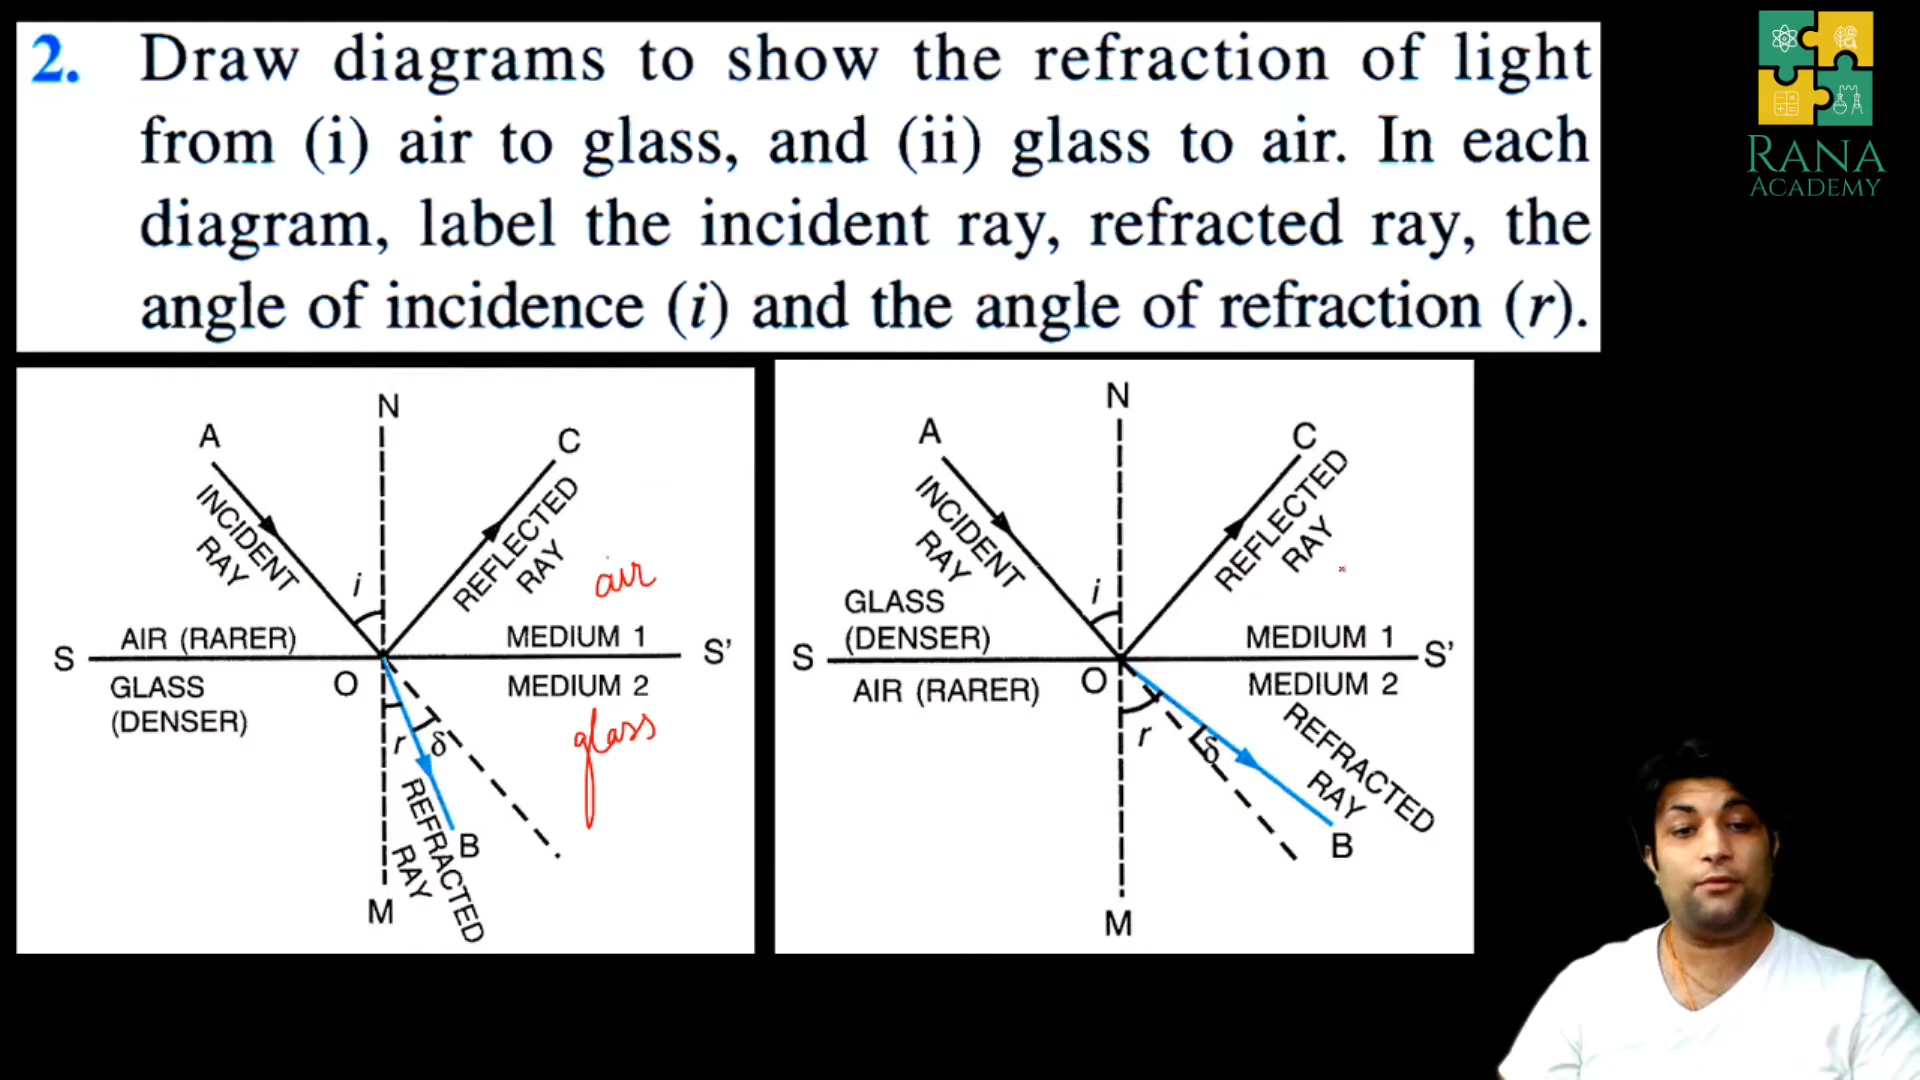 2. Draw diagrams to show the refraction of light
from (i) air to glass, and (ii) glass to air. In each
diagram, label the incident ray, refracted ray, the
angle of incidence (i) and the angle of refraction (r).
RANA
ACADEMY
N
A
C
INCIDENT
RAY
REFLECTED
RAY
i
air
AIR (RARER)
MEDIUM 1
S
S'
O
GLASS
(DENSER)
MEDIUM 2
glass
r
δ
REFRACTED
RAY
B
M
N
A
C
INCIDENT
RAY
REFLECTED
RAY
i
GLASS
(DENSER)
MEDIUM 1
S
S'
O
AIR (RARER)
MEDIUM 2
r
δ
REFRACTED
RAY
B
M